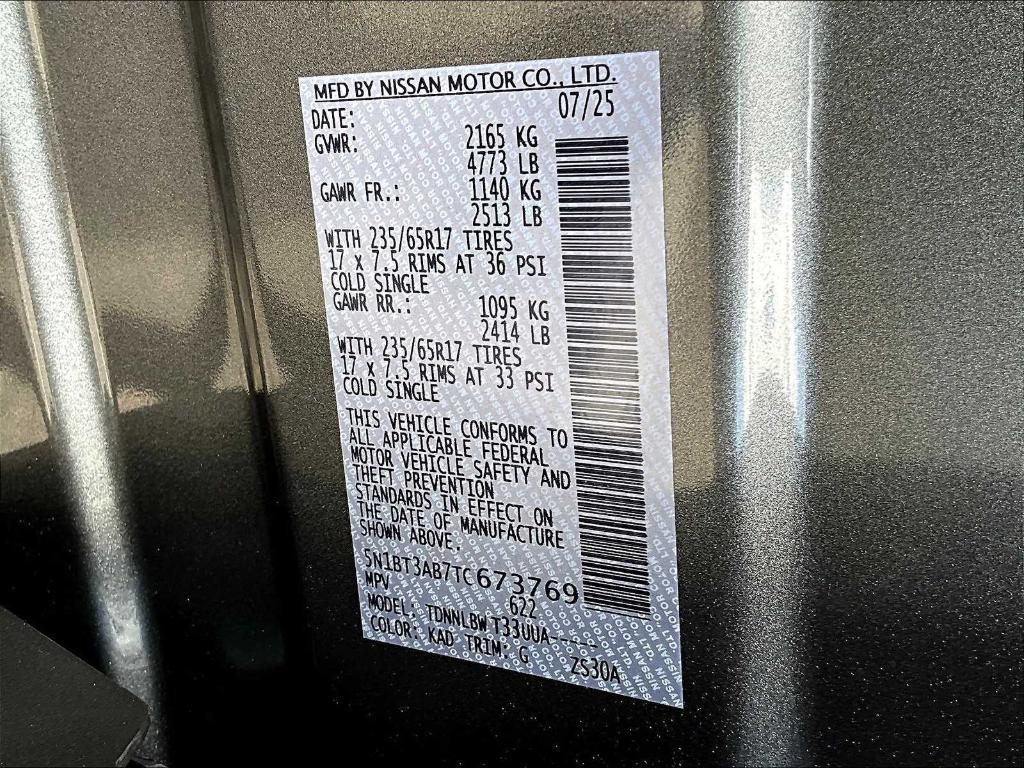 MFD BY NISSAN MOTOR CO., LTD.
DATE: 07/25
GVWR: 2165 KG
4773 LB
GAWR FR.: 1140 KG
2513 LB
WITH 235/65R17 TIRES
17 X 7.5 RIMS AT 36 PSI
COLD SINGLE
GAWR RR.: 1095 KG
2414 LB
WITH 235/65R17 TIRES
17 X 7.5 RIMS AT 33 PSI
COLD SINGLE
THIS VEHICLE CONFORMS TO
ALL APPLICABLE FEDERAL
MOTOR VEHICLE SAFETY AND
THEFT PREVENTION
STANDARDS IN EFFECT ON
THE DATE OF MANUFACTURE
SHOWN ABOVE.
5N1BT3AB7TC673769
MPV 622
MODEL: TDNNLBW T33UUA-----
COLOR: KAD TRIM: G ZS30A